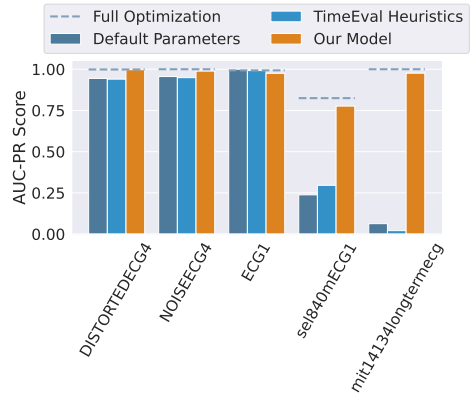 Full Optimization
Default Parameters
TimeEval Heuristics
Our Model
AUC-PR Score
1.00
0.75
0.50
0.25
0.00
DISTORTEDECG4
NOISEECG4
ECG1
sel840mECG1
mit14134longtermecg